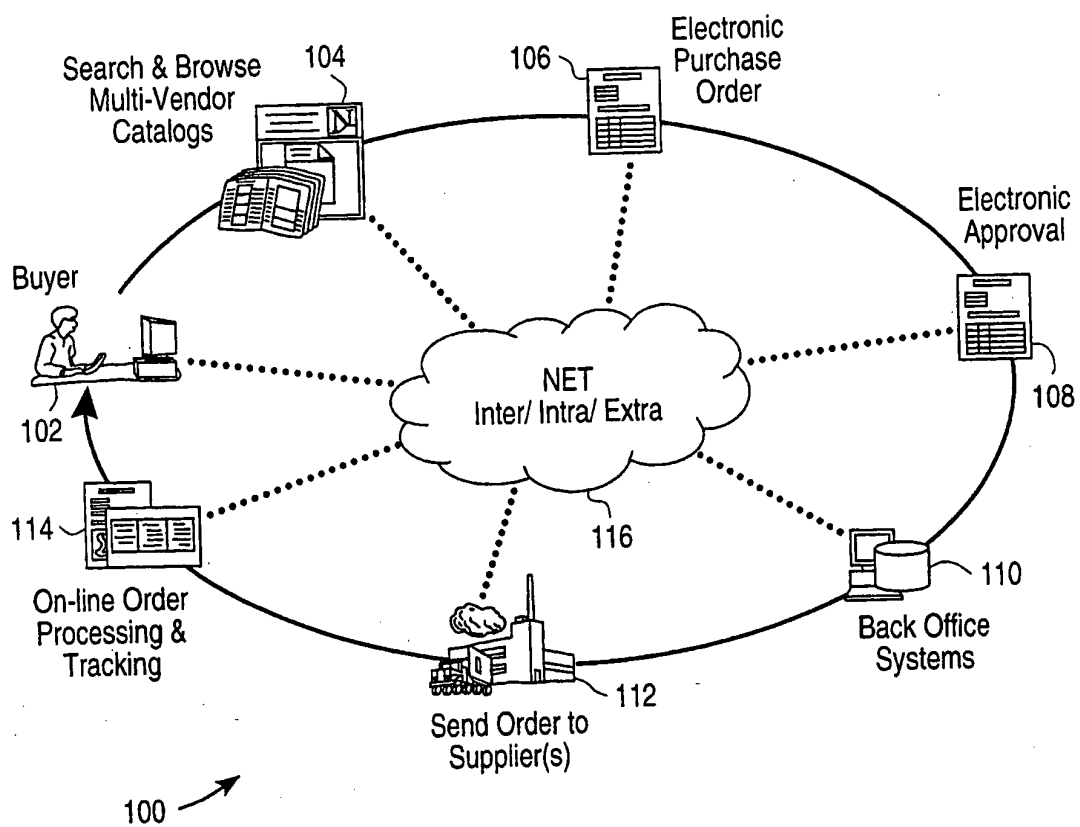 Search & Browse
Multi-Vendor
Catalogs
104
106
Electronic
Purchase
Order
Electronic
Approval
108
Buyer
102
NET
Inter/ Intra/ Extra
116
114
On-line Order
Processing &
Tracking
110
Back Office
Systems
112
Send Order to
Supplier(s)
100